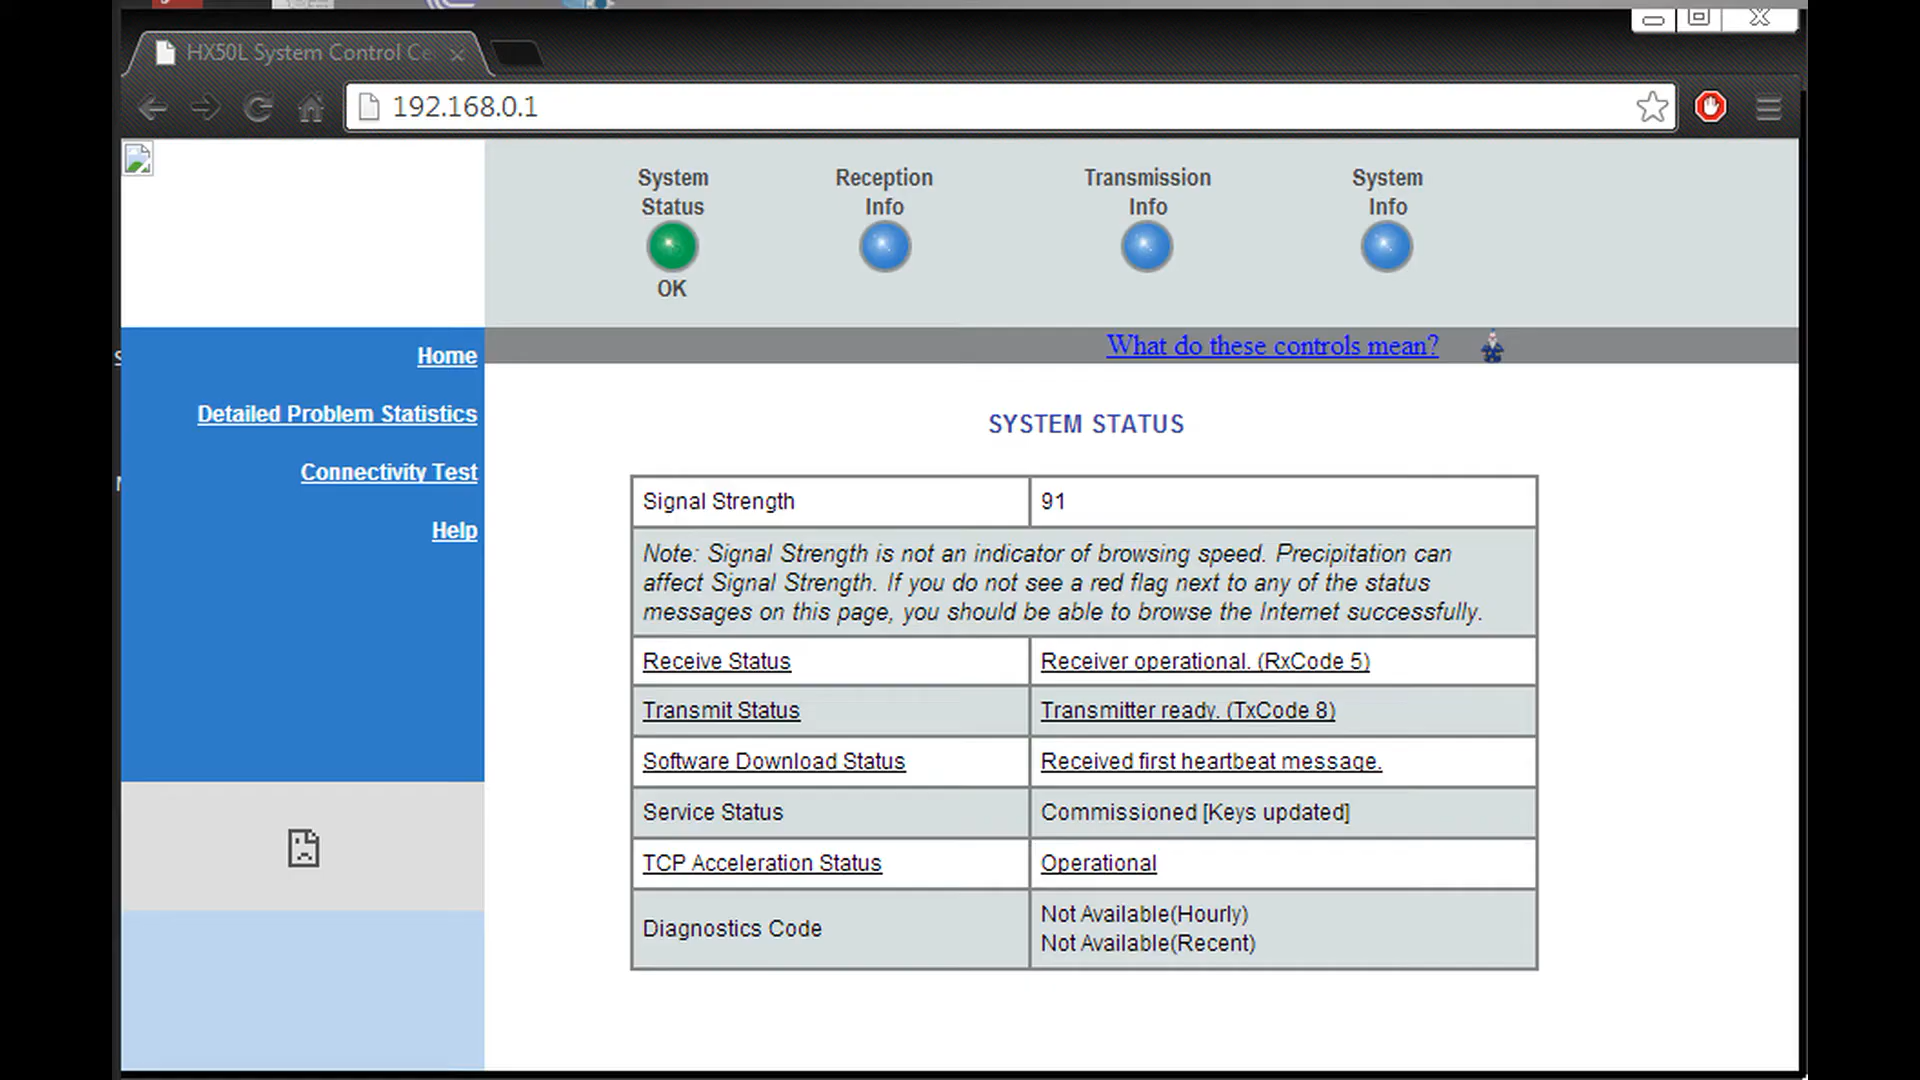 HX50L System Control Ce
192.168.0.1
System
Status
OK
Reception
Info
Transmission
Info
System
Info
What do these controls mean?
Home
Detailed Problem Statistics
Connectivity Test
Help
SYSTEM STATUS
Signal Strength 91
Note: Signal Strength is not an indicator of browsing speed. Precipitation can
affect Signal Strength. If you do not see a red flag next to any of the status
messages on this page, you should be able to browse the Internet successfully.
Receive Status Receiver operational. (RxCode 5)
Transmit Status Transmitter ready. (TxCode 8)
Software Download Status Received first heartbeat message.
Service Status Commissioned [Keys updated]
TCP Acceleration Status Operational
Diagnostics Code
Not Available(Hourly)
Not Available(Recent)